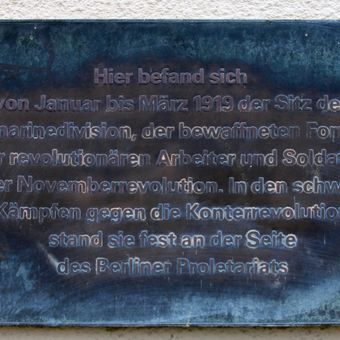 Hier befand sich
von Januar bis März 1919 der Sitz de
marinedivision, der bewaffneten For
r revolutionären Arbeiter und Solda
er Novemberrevolution. In den schw
Kämpfen gegen die Konterrevolution
stand sie fest an der Seite
des Berliner Proletariats